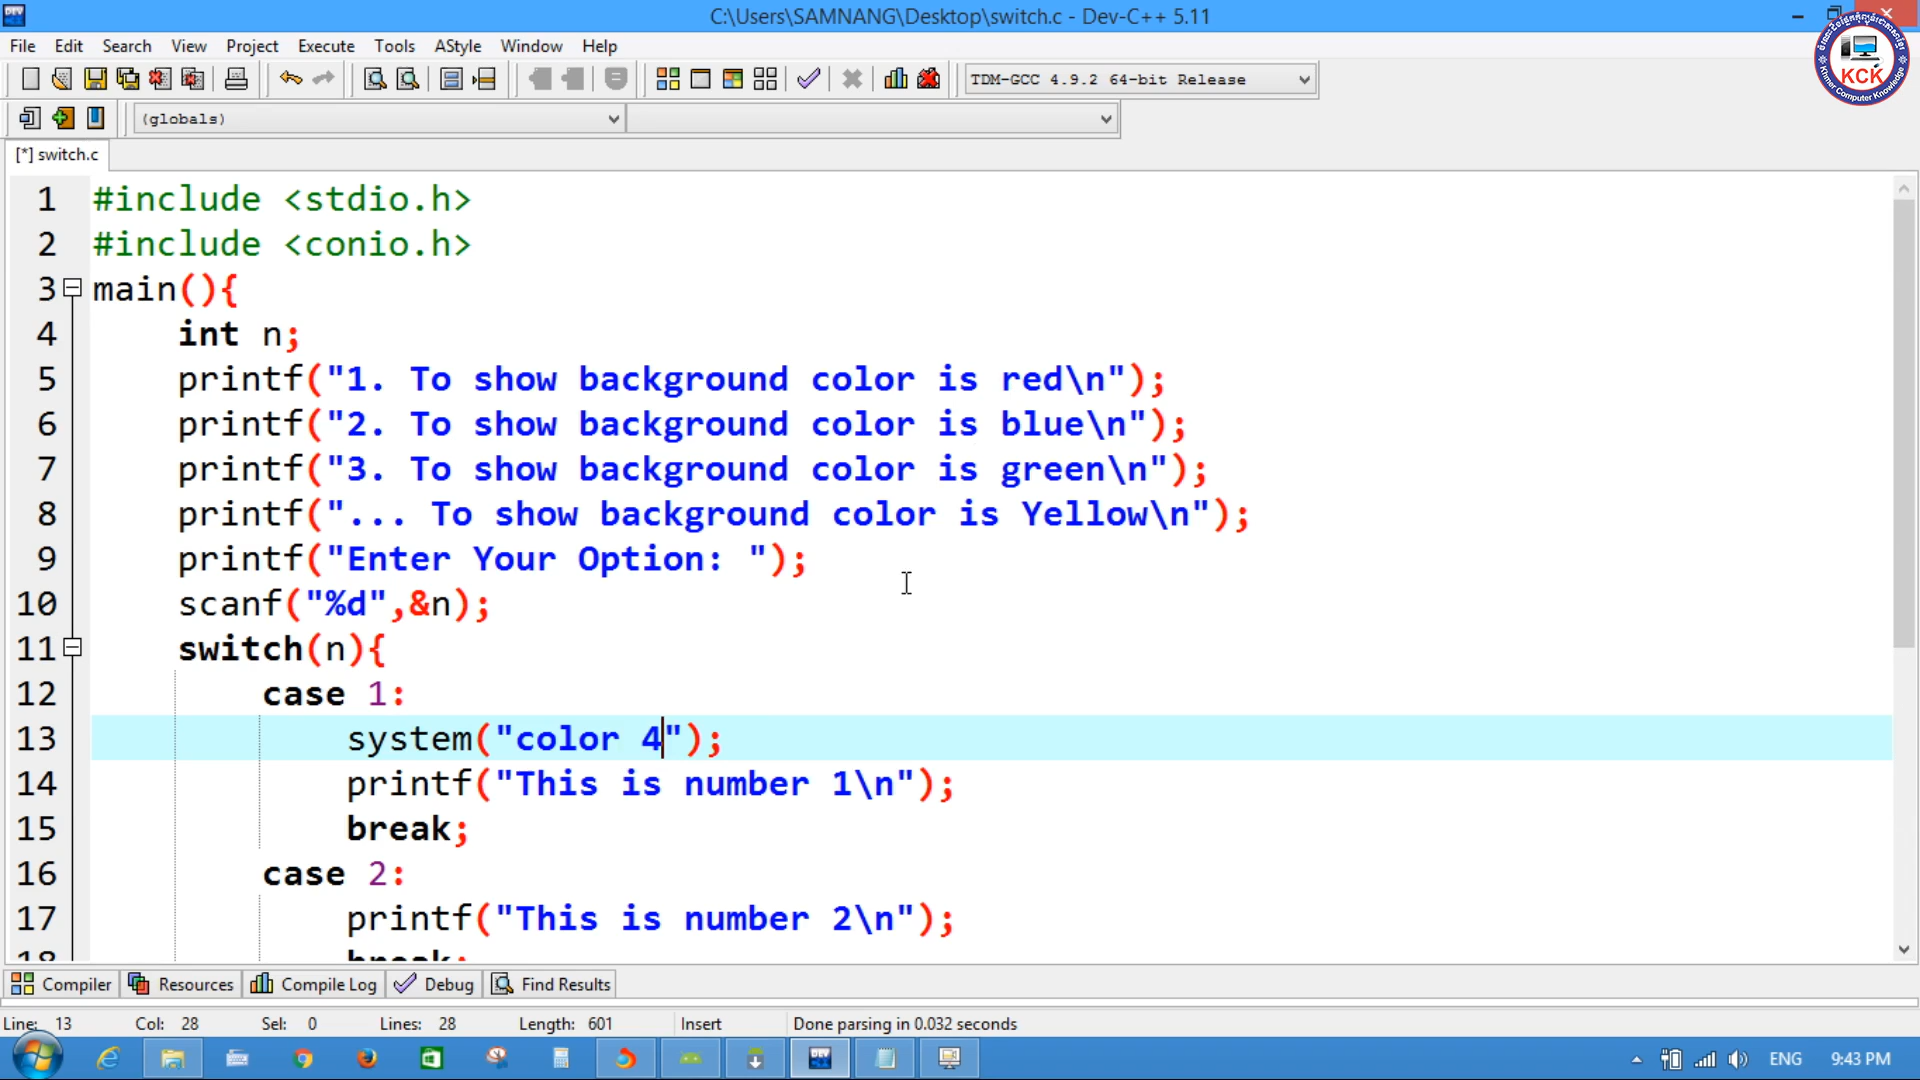 C:\Users\SAMNANG\Desktop\switch.c - Dev-C++ 5.11
File Edit Search View Project Execute Tools AStyle Window Help
KCK
Khmer Computer Knowledge
TDM-GCC 4.9.2 64-bit Release
(globals)
[*] switch.c
1 #include <stdio.h>
2 #include <conio.h>
3 main(){
4 int n;
5 printf("1. To show background color is red\n");
6 printf("2. To show background color is blue\n");
7 printf("3. To show background color is green\n");
8 printf("... To show background color is Yellow\n");
9 printf("Enter Your Option: ");
10 scanf("%d",&n);
11 switch(n){
12 case 1:
13 system("color 4");
14 printf("This is number 1\n");
15 break;
16 case 2:
17 printf("This is number 2\n");
18 break;
Compiler Resources Compile Log Debug Find Results
Line: 13 Col: 28 Sel: 0 Lines: 28 Length: 601 Insert Done parsing in 0.032 seconds
DEV ENG 9:43 PM